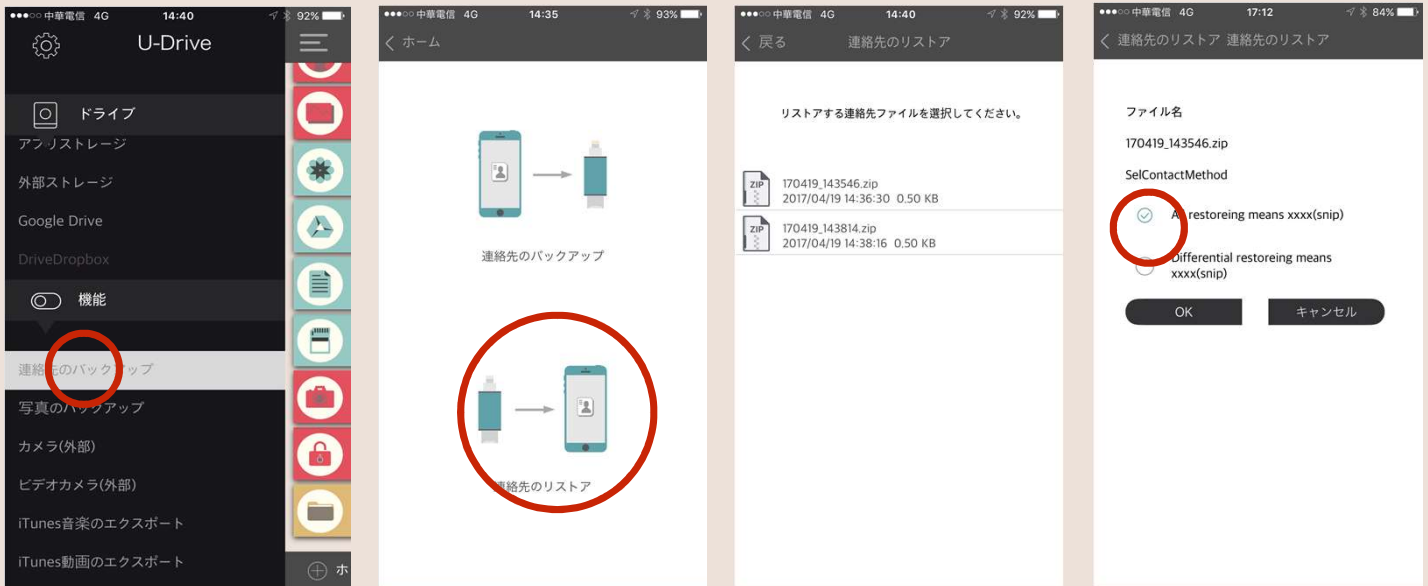 ●●●○○ 中華電信 4G 14:40 92%
U-Drive
ドライブ
アプリストレージ
外部ストレージ
Google Drive
DriveDropbox
機能
連絡先のバックアップ
写真のバックアップ
カメラ(外部)
ビデオカメラ(外部)
iTunes音楽のエクスポート
iTunes動画のエクスポート
ホ
●●●○○ 中華電信 4G 14:35 93%
ホーム
連絡先のバックアップ
連絡先のリストア
●●●○○ 中華電信 4G 14:40 92%
戻る 連絡先のリストア
リストアする連絡先ファイルを選択してください。
ZIP 170419_143546.zip
2017/04/19 14:36:30 0.50 KB
ZIP 170419_143814.zip
2017/04/19 14:38:16 0.50 KB
●●●○○ 中華電信 4G 17:12 84%
連絡先のリストア 連絡先のリストア
ファイル名
170419_143546.zip
SelContactMethod
restoreing means xxxx(snip)
Differential restoreing means
xxxx(snip)
OK キャンセル